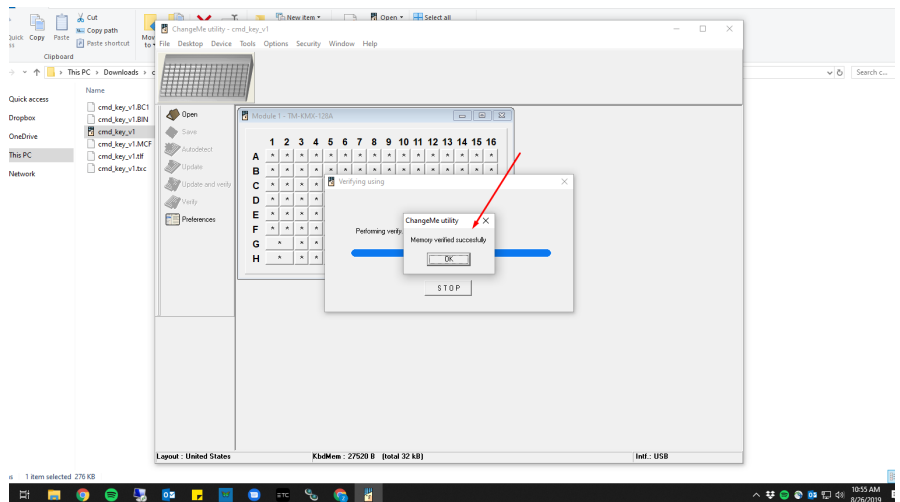 Cut
Copy path
Paste shortcut
Copy
Paste
Clipboard
New item
Open
Select all
ChangeMe utility - cmd_key_v1
File Desktop Device Tools Options Security Window Help
This PC > Downloads >
Search c...
Name
Quick access
Dropbox
OneDrive
This PC
Network
cmd_key_v1.BC1
cmd_key_v1.BIN
cmd_key_v1
cmd_key_v1.MCF
cmd_key_v1.tlf
cmd_key_v1.txc
Open
Save
Autodetect
Update
Update and verify
Verify
Preferences
Module 1 - TM-KMX-128A
1 2 3 4 5 6 7 8 9 10 11 12 13 14 15 16
A * * * * * * * * * * * * * * * *
B * * * * * * * * * * * * * * * *
C * * * *
D * * * *
E * * * *
F * * * *
G * * *
H * * *
Verifying using
Performing verify
ChangeMe utility
Memory verified succesfully
OK
STOP
Layout : United States
KbdMem : 27520 B (total 32 kB)
Intf.: USB
1 item selected 276 KB
ETC
10:55 AM
8/26/2019